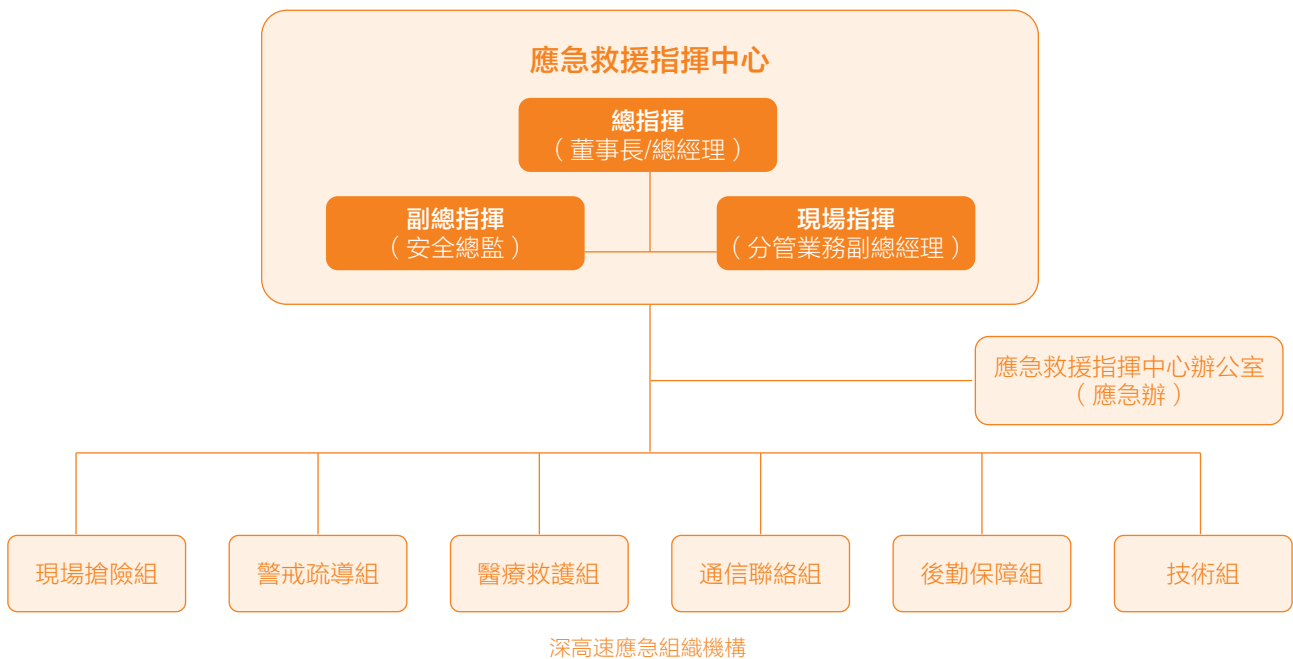 應急救援指揮中心
總指揮
（董事長/總經理）
副總指揮
（安全總監）
現場指揮
（分管業務副總經理）
應急救援指揮中心辦公室
（應急辦）
現場搶險組
警戒疏導組
醫療救護組
通信聯絡組
後勤保障組
技術組
深高速應急組織機構